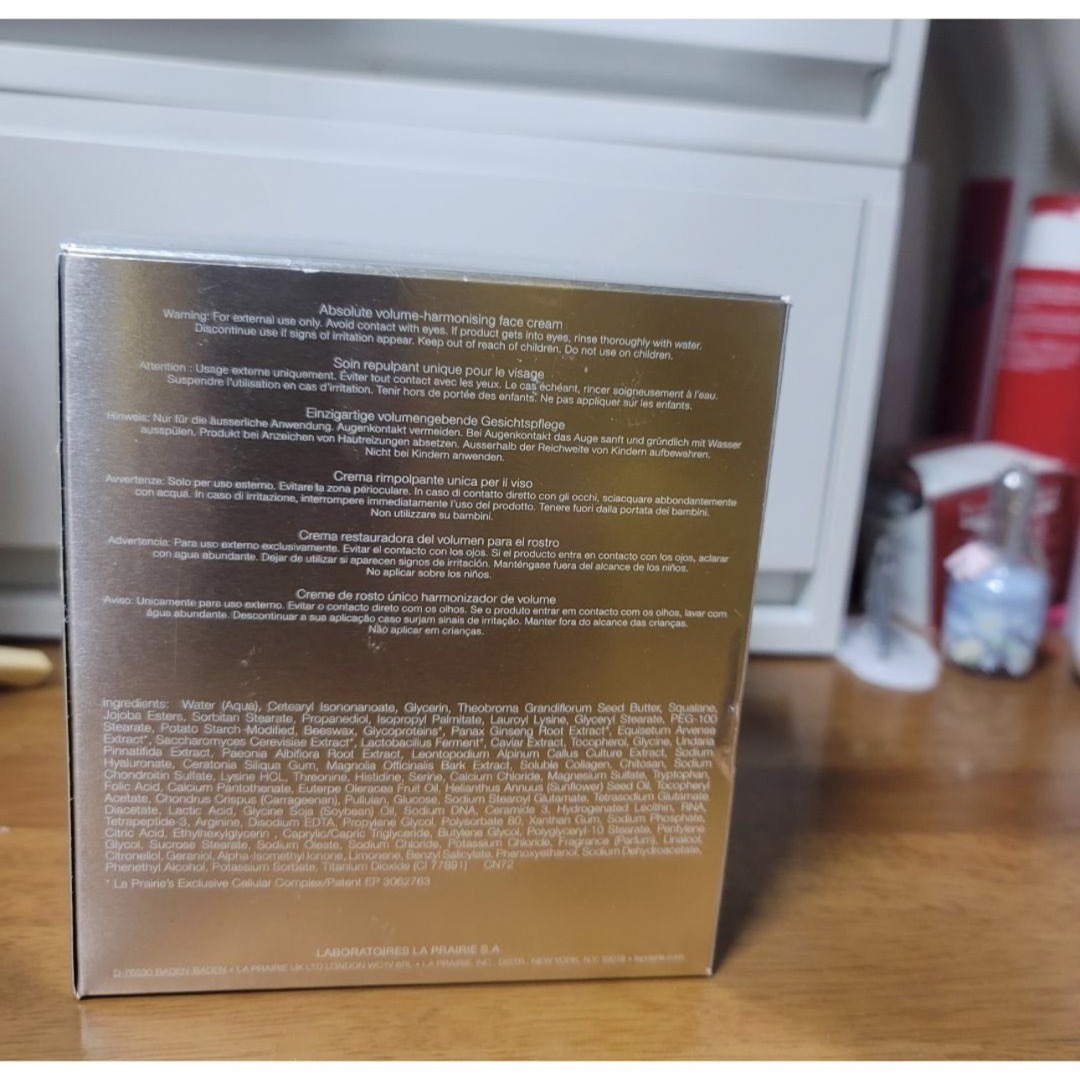 Absolute volume-harmonising face cream
Warning: For external use only. Avoid contact with eyes. If product gets into eyes, rinse thoroughly with water.
Discontinue use if signs of irritation appear. Keep out of reach of children. Do not use on children.
Soin repulpant unique pour le visage
Attention : Usage externe uniquement. Éviter tout contact avec les yeux. Le cas échéant, rincer soigneusement à l'eau.
Suspendre l'utilisation en cas d'irritation. Tenir hors de portée des enfants. Ne pas appliquer sur les enfants.
Einzigartige volumengebende Gesichtspflege
Hinweis: Nur für die äusserliche Anwendung. Augenkontakt vermeiden. Bei Augenkontakt das Auge sanft und gründlich mit Wasser
ausspülen. Produkt bei Anzeichen von Hautreizungen absetzen. Ausserhalb der Reichweite von Kindern aufbewahren.
Nicht bei Kindern anwenden.
Crema rimpolpante unica per il viso
Avvertenze: Solo per uso esterno. Evitare la zona perioculare. In caso di contatto diretto con gli occhi, sciacquare abbondantemente
con acqua. In caso di irritazione, interrompere immediatamente l'uso del prodotto. Tenere fuori dalla portata dei bambini.
Non utilizzare su bambini.
Crema restauradora del volumen para el rostro
Advertencia: Para uso externo exclusivamente. Evitar el contacto con los ojos. Si el producto entra en contacto con los ojos, aclarar
con agua abundante. Dejar de utilizar si aparecen signos de irritación. Manténgase fuera del alcance de los niños.
No aplicar sobre los niños.
Creme de rosto único harmonizador de volume
Aviso: Unicamente para uso externo. Evitar o contacto direto com os olhos. Se o produto entrar em contacto com os olhos, lavar com
água abundante. Descontinuar a sua aplicação caso surjam sinais de irritação. Manter fora do alcance das crianças.
Não aplicar em crianças.
Ingredients: Water (Aqua), Cetearyl Isononanoate, Glycerin, Theobroma Grandiflorum Seed Butter, Squalane,
Jojoba Esters, Sorbitan Stearate, Propanediol, Isopropyl Palmitate, Lauroyl Lysine, Glyceryl Stearate, PEG-100
Stearate, Potato Starch Modified, Beeswax, Glycoproteins*, Panax Ginseng Root Extract*, Equisetum Arvense
Extract*, Saccharomyces Cerevisiae Extract*, Lactobacillus Ferment*, Caviar Extract, Tocopherol, Glycine, Undaria
Pinnatifida Extract, Paeonia Albiflora Root Extract, Leontopodium Alpinum Callus Culture Extract, Sodium
Hyaluronate, Ceratonia Siliqua Gum, Magnolia Officinalis Bark Extract, Soluble Collagen, Chitosan, Sodium
Chondroitin Sulfate, Lysine HCL, Threonine, Histidine, Serine, Calcium Chloride, Magnesium Sulfate, Tryptophan,
Folic Acid, Calcium Pantothenate, Euterpe Oleracea Fruit Oil, Helianthus Annuus (Sunflower) Seed Oil, Tocopheryl
Acetate, Chondrus Crispus (Carrageenan), Pullulan, Glucose, Sodium Stearoyl Glutamate, Tetrasodium Glutamate
Diacetate, Lactic Acid, Glycine Soja (Soybean) Oil, Sodium DNA, Ceramide 3, Hydrogenated Lecithin, RNA,
Tetrapeptide-3, Arginine, Disodium EDTA, Propylene Glycol, Polysorbate 80, Xanthan Gum, Sodium Phosphate,
Citric Acid, Ethylhexylglycerin , Caprylic/Capric Triglyceride, Butylene Glycol, Polyglyceryl-10 Stearate, Pentylene
Glycol, Sucrose Stearate, Sodium Oleate, Sodium Chloride, Potassium Chloride, Fragrance (Parfum), Linalool,
Citronellol, Geraniol, Alpha-Isomethyl Ionone, Limonene, Benzyl Salicylate, Phenoxyethanol, Sodium Dehydroacetate,
Phenethyl Alcohol, Potassium Sorbate, Titanium Dioxide (CI 77891) CN72
* La Prairie's Exclusive Cellular Complex/Patent EP 3062763
LABORATOIRES LA PRAIRIE S.A.
D-76530 BADEN-BADEN • LA PRAIRIE UK LTD LONDON WC1V 6RL • LA PRAIRIE, INC. DISTR., NEW YORK, N.Y. 10018 • laprairie.com